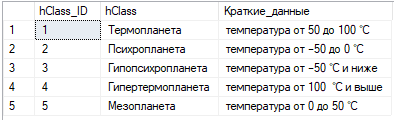 hClass_ID hClass Краткие_данные
1 1 Термопланета температура от 50 до 100 °C
2 2 Психропланета температура от −50 до 0 °C
3 3 Гипопсихропланета температура от −50 °C и ниже
4 4 Гипертермопланета температура от 100 °C и выше
5 5 Мезопланета температура от 0 до 50 °C